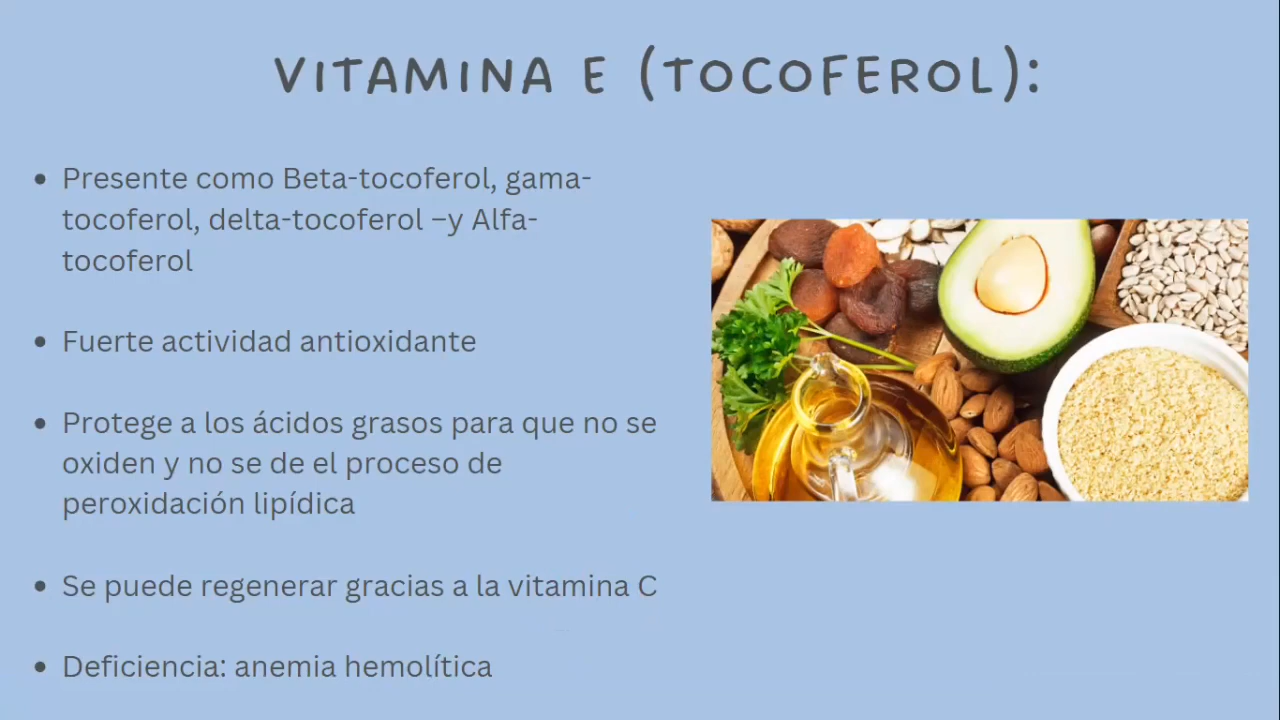 VITAMINA E (TOCOFEROL):
• Presente como Beta-tocoferol, gama-
tocoferol, delta-tocoferol –y Alfa-
tocoferol
• Fuerte actividad antioxidante
• Protege a los ácidos grasos para que no se
oxiden y no se de el proceso de
peroxidación lipídica
• Se puede regenerar gracias a la vitamina C
• Deficiencia: anemia hemolítica